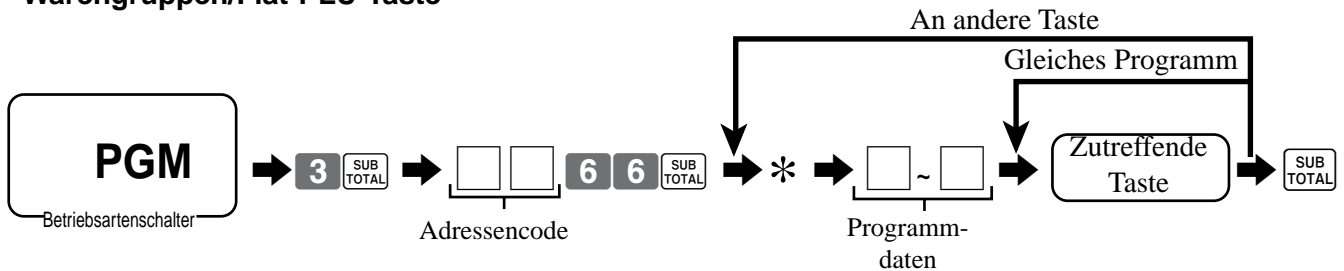 Warengruppen/Flat-PLU-Taste
An andere Taste
Gleiches Programm
PGM
Betriebsartenschalter
3 SUB TOTAL
6 6 SUB TOTAL
*
~
Zutreffende
Taste
SUB TOTAL
Adressencode
Programm-
daten